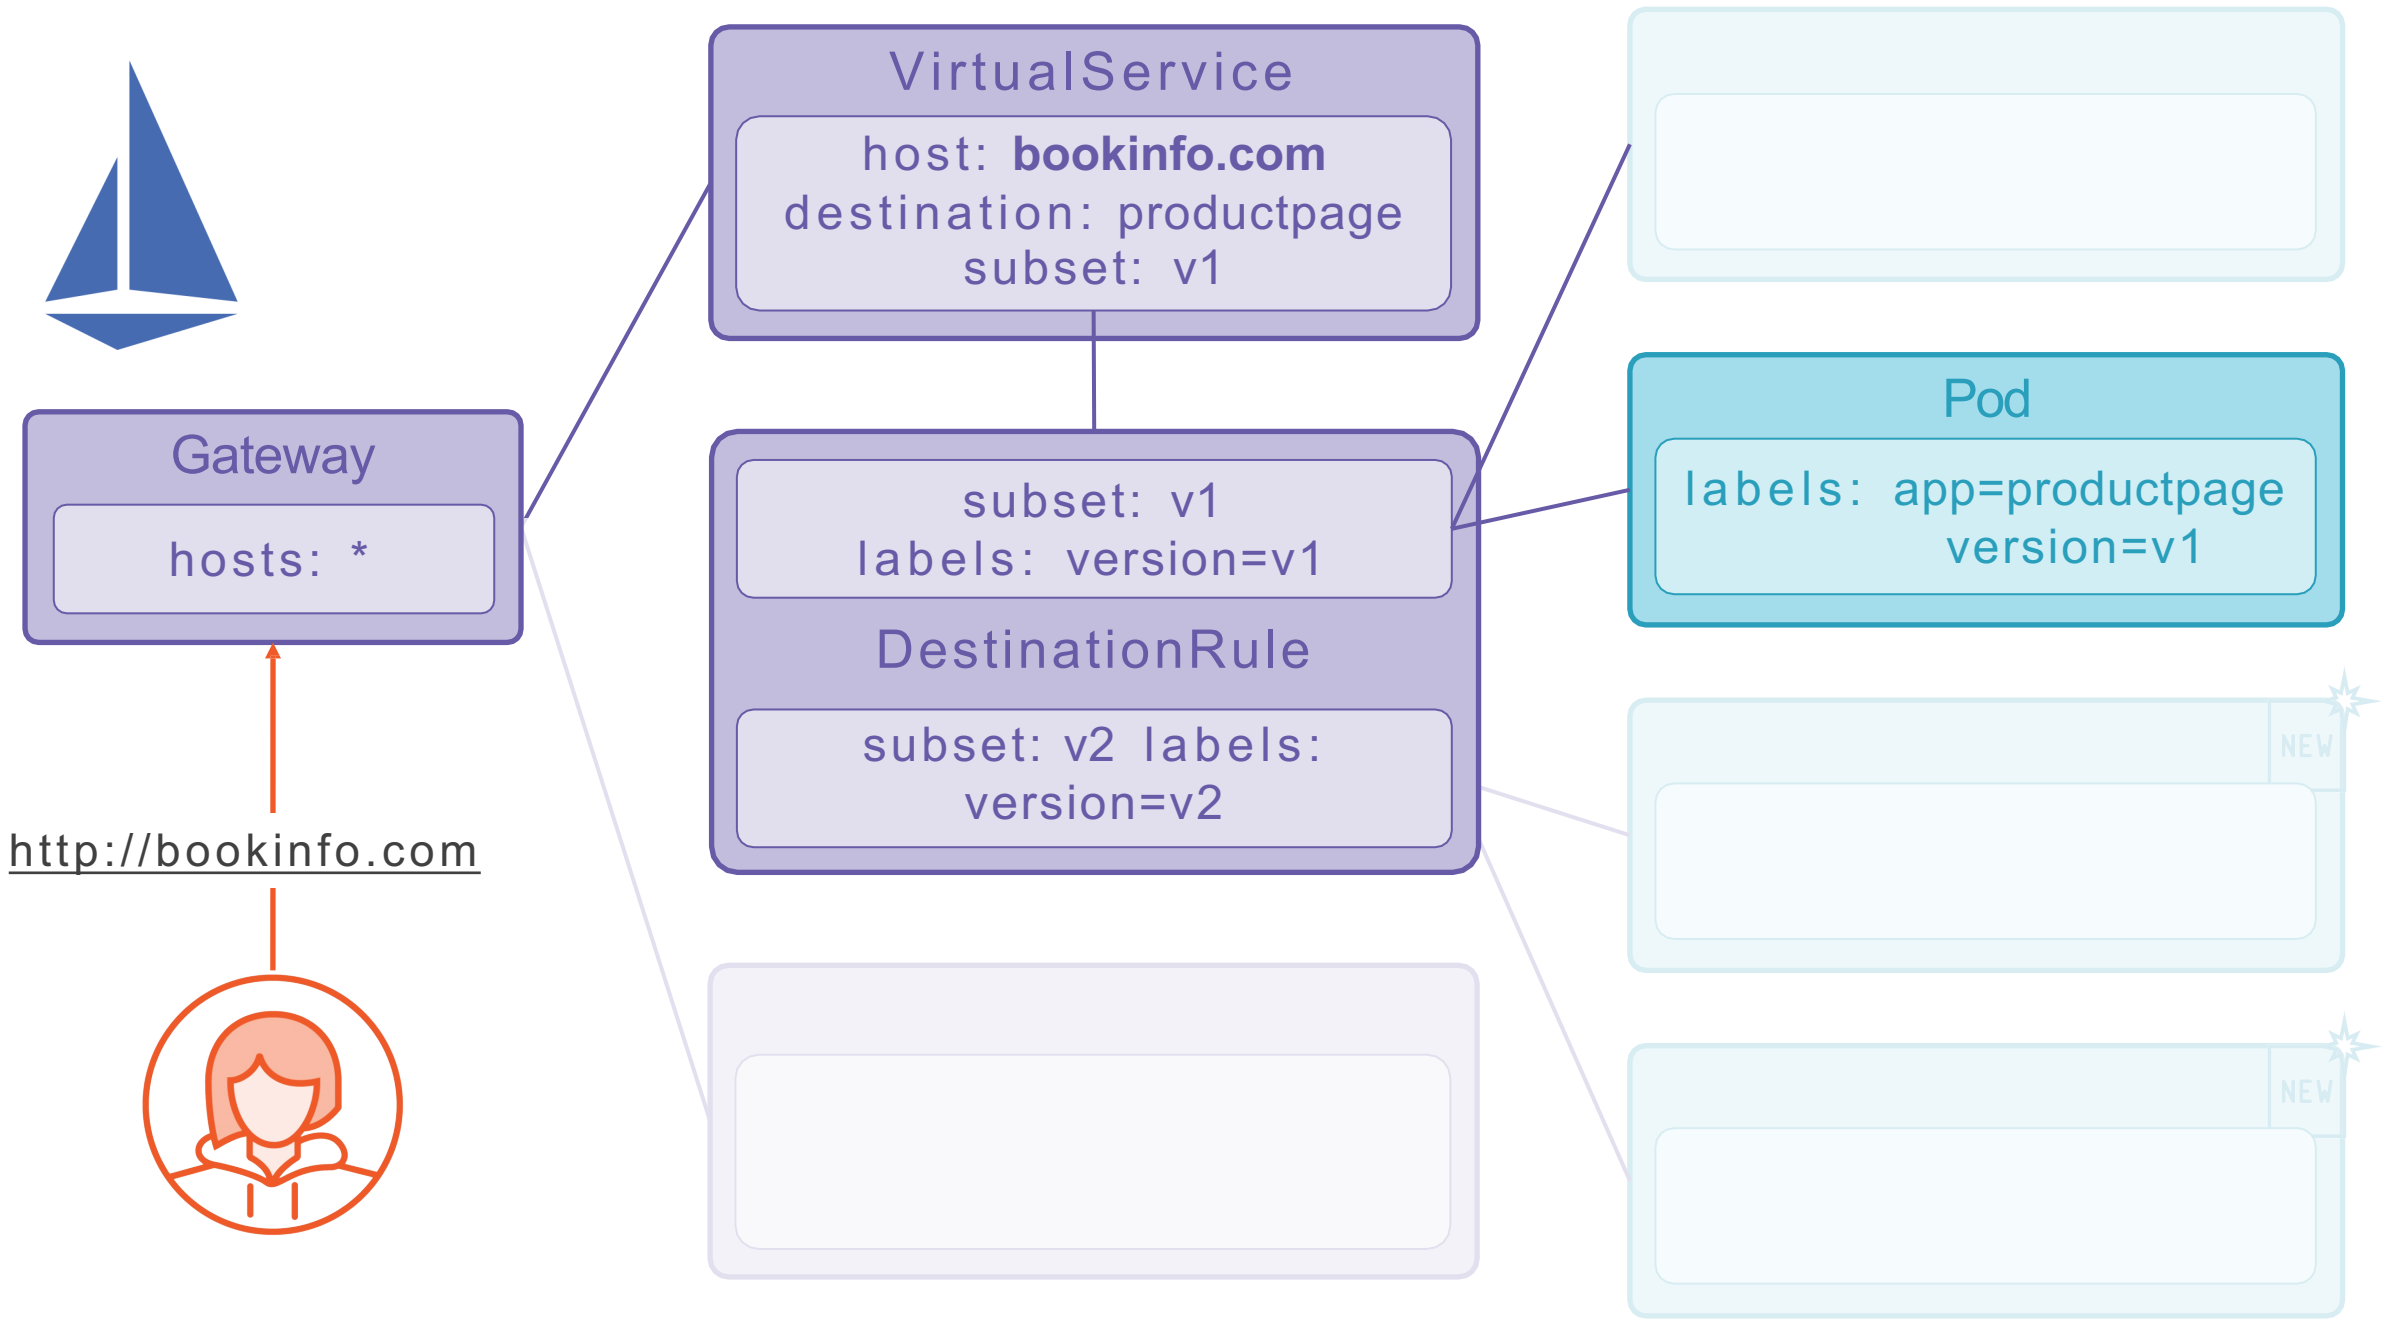 VirtualService
host: bookinfo.com
destination: productpage
subset: v1
Gateway
hosts: *
subset: v1
labels: version=v1
DestinationRule
subset: v2 labels:
version=v2
Pod
labels: app=productpage
version=v1
NEW
NEW
http://bookinfo.com